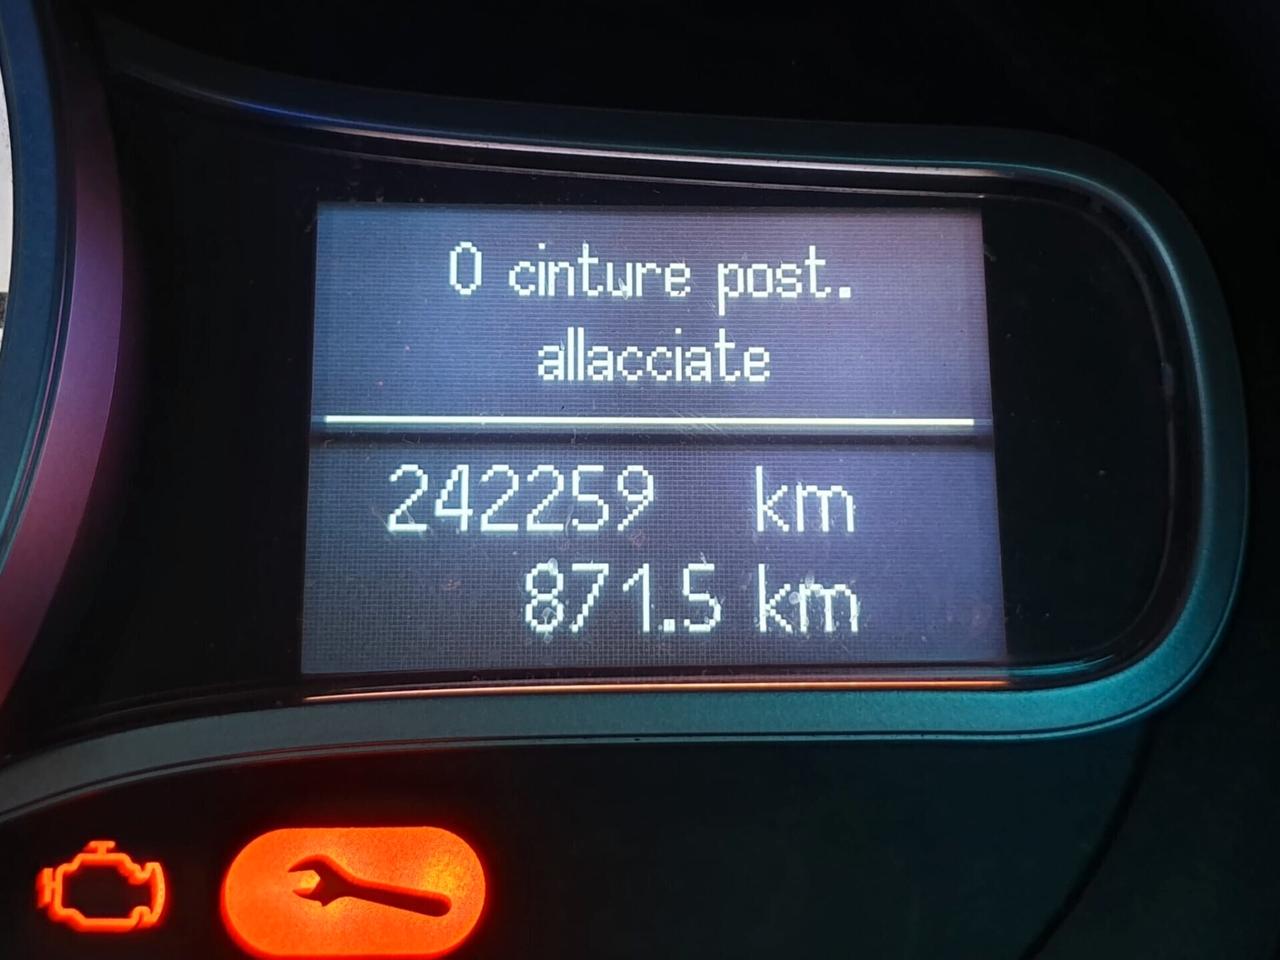 0 cinture post.
allacciate
242259 km
871.5 km